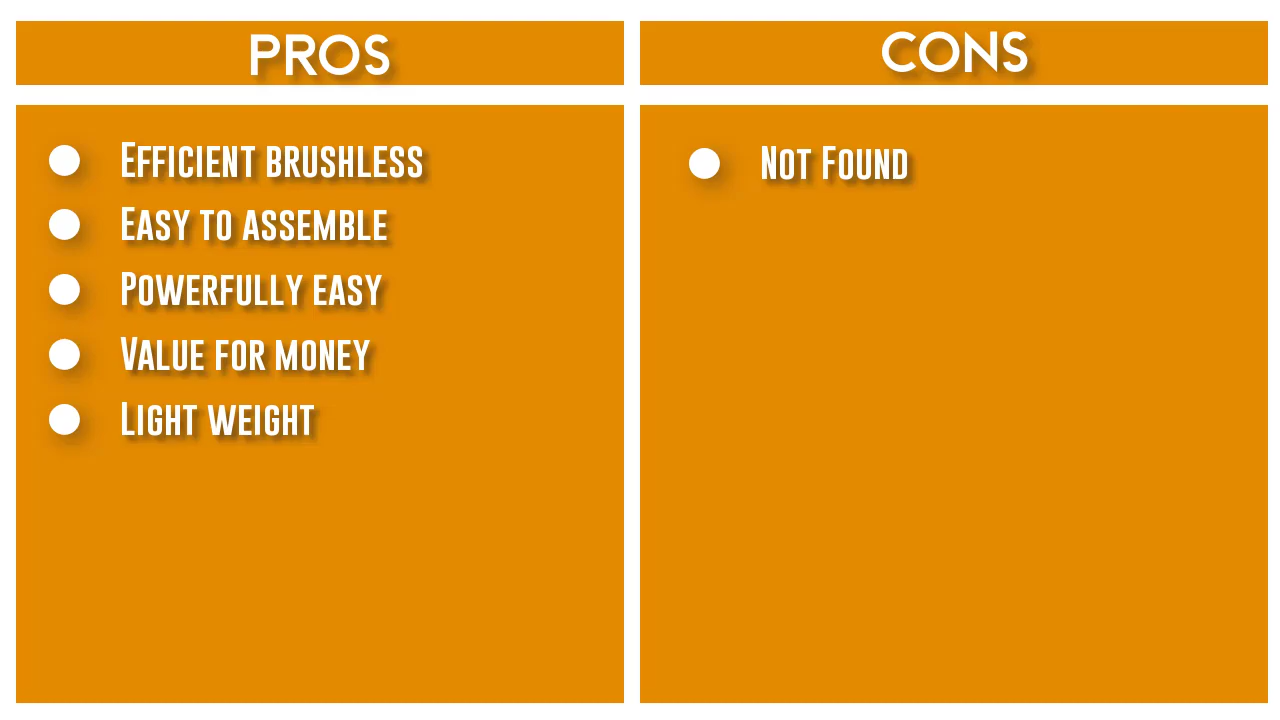 PROS
Efficient brushless
Easy to assemble
Powerfully easy
Value for money
Light weight
CONS
Not Found